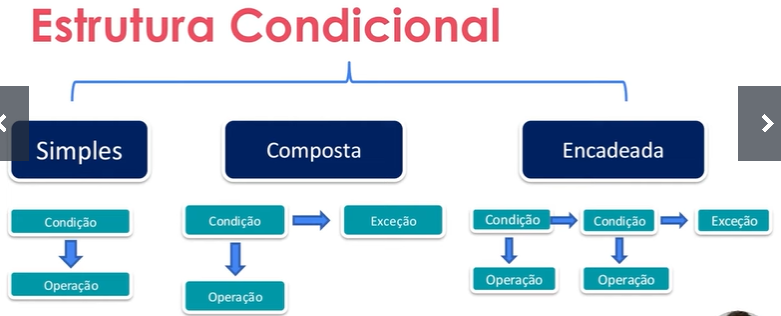 Estrutura Condicional
Simples
Composta
Encadeada
Condição
Operação
Condição
Exceção
Operação
Condição
Condição
Exceção
Operação
Operação